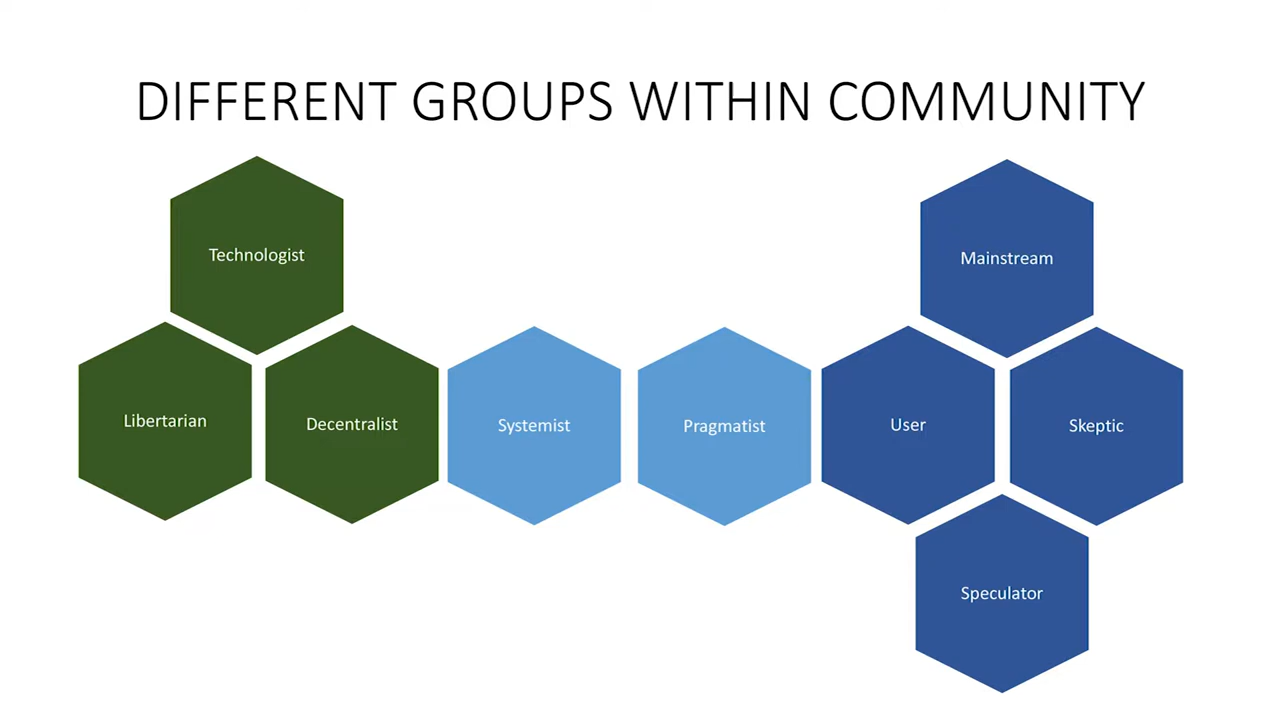 DIFFERENT GROUPS WITHIN COMMUNITY
Technologist
Mainstream
Libertarian
Decentralist
Systemist
Pragmatist
User
Skeptic
Speculator